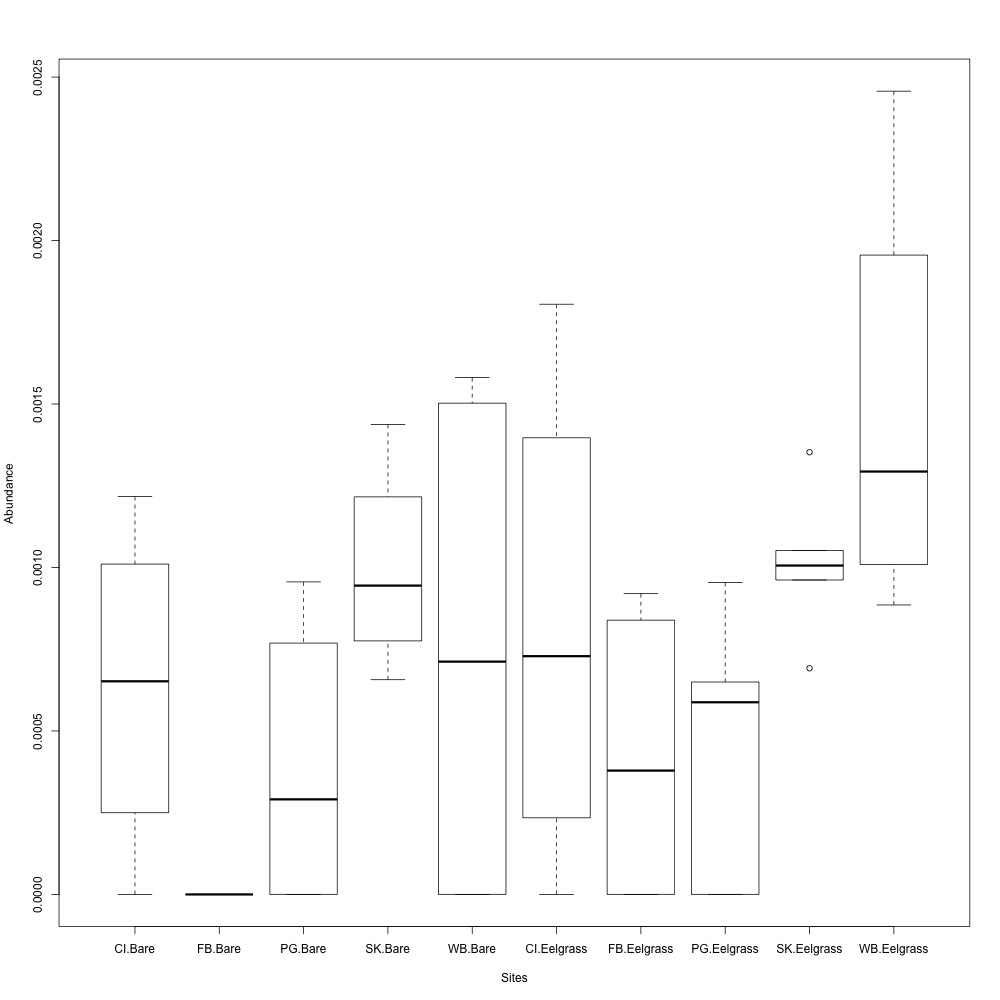 0.0025
0.0020
0.0015
0.0010
0.0005
0.0000
Abundance
CI.Bare FB.Bare PG.Bare SK.Bare WB.Bare CI.Eelgrass FB.Eelgrass PG.Eelgrass SK.Eelgrass WB.Eelgrass
Sites